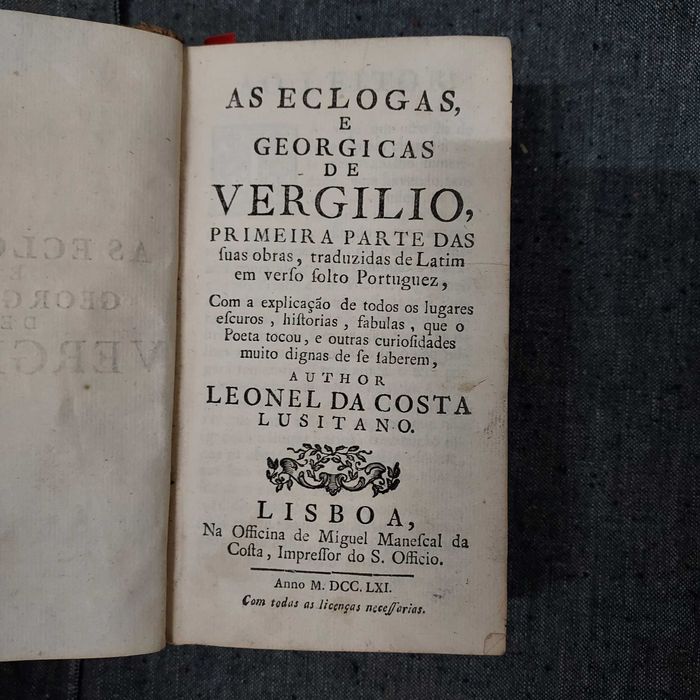 AS ECLOGAS,
E
GEORGICAS
DE
VERGILIO,
PRIMEIRA PARTE DAS
ſuas obras, traduzidas de Latim
em verſo ſolto Portuguez,
Com a explicação de todos os lugares
eſcuros, hiſtorias, fabulas, que o
Poeta tocou, e outras curioſidades
muito dignas de ſe ſaberem,
AUTHOR
LEONEL DA COSTA
LUSITANO.
LISBOA,
Na Officina de Miguel Maneſcal da
Coſta, Impreſſor do S. Officio.
Anno M. DCC. LXI.
Com todas as licenças neceſſarias.